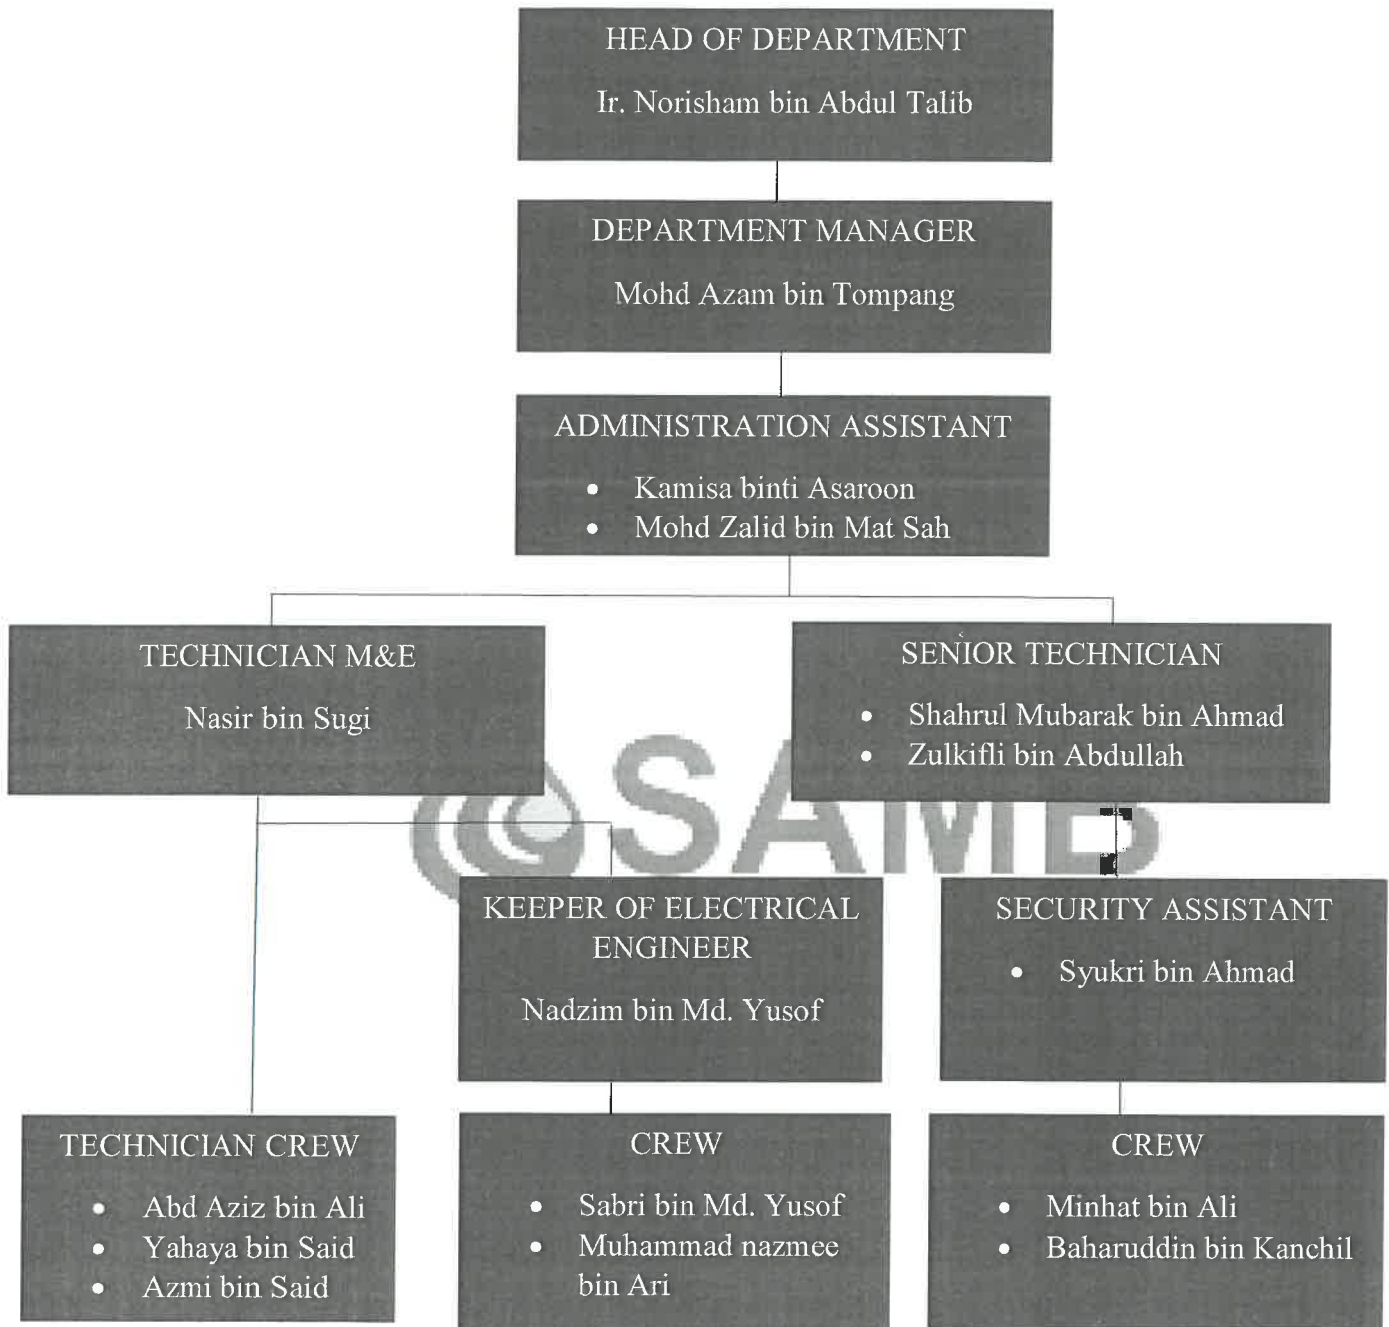 HEAD OF DEPARTMENT
Ir. Norisham bin Abdul Talib
DEPARTMENT MANAGER
Mohd Azam bin Tompang
ADMINISTRATION ASSISTANT
• Kamisa binti Asaroon
• Mohd Zalid bin Mat Sah
TECHNICIAN M&E
Nasir bin Sugi
SENIOR TECHNICIAN
• Shahrul Mubarak bin Ahmad
• Zulkifli bin Abdullah
SAMB
KEEPER OF ELECTRICAL
ENGINEER
Nadzim bin Md. Yusof
SECURITY ASSISTANT
• Syukri bin Ahmad
TECHNICIAN CREW
• Abd Aziz bin Ali
• Yahaya bin Said
• Azmi bin Said
CREW
• Sabri bin Md. Yusof
• Muhammad nazmee
bin Ari
CREW
• Minhat bin Ali
• Baharuddin bin Kanchil